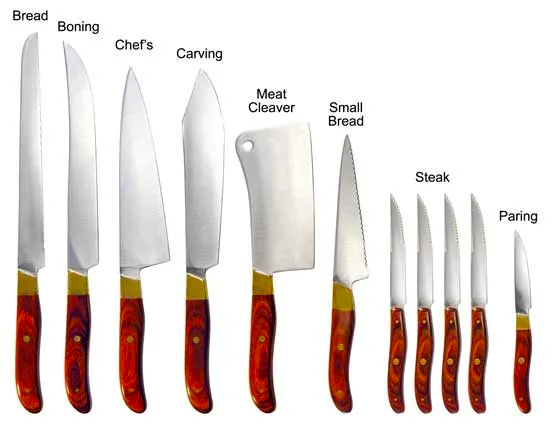 Bread
Boning
Chef's
Carving
Meat
Cleaver
Small
Bread
Steak
Paring